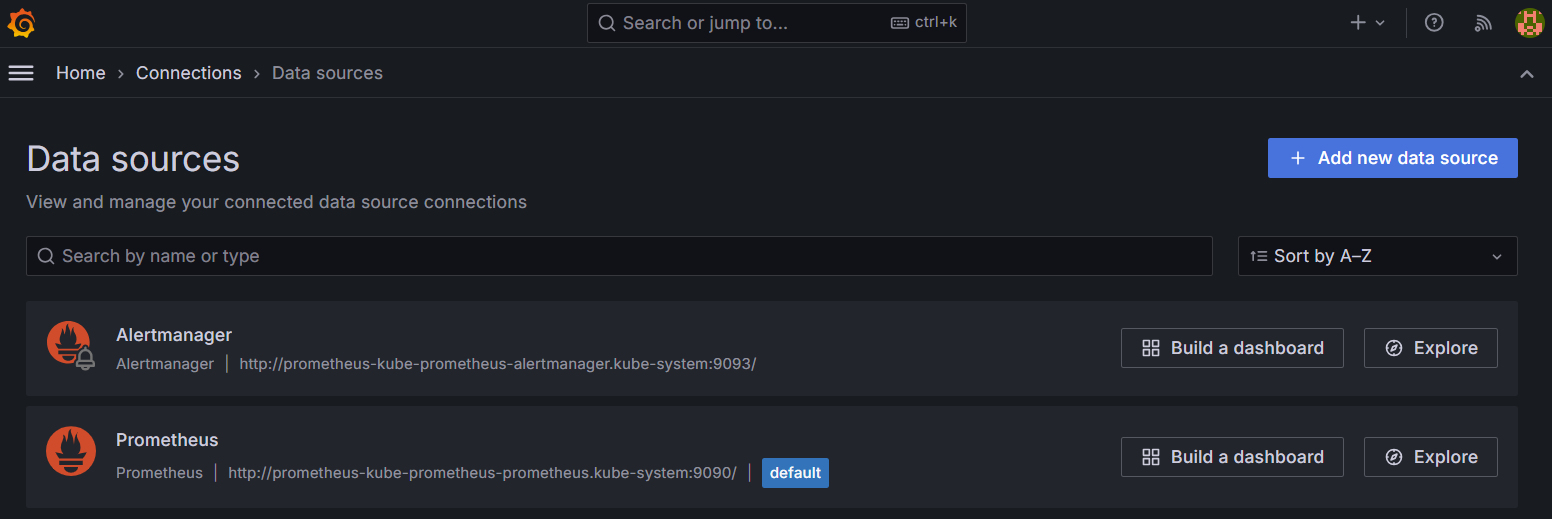 Search or jump to... ctrl+k
Home › Connections › Data sources
Data sources
Add new data source
View and manage your connected data source connections
Search by name or type
Sort by A–Z
Alertmanager
Alertmanager | http://prometheus-kube-prometheus-alertmanager.kube-system:9093/
Build a dashboard
Explore
Prometheus
Prometheus | http://prometheus-kube-prometheus-prometheus.kube-system:9090/ | default
Build a dashboard
Explore